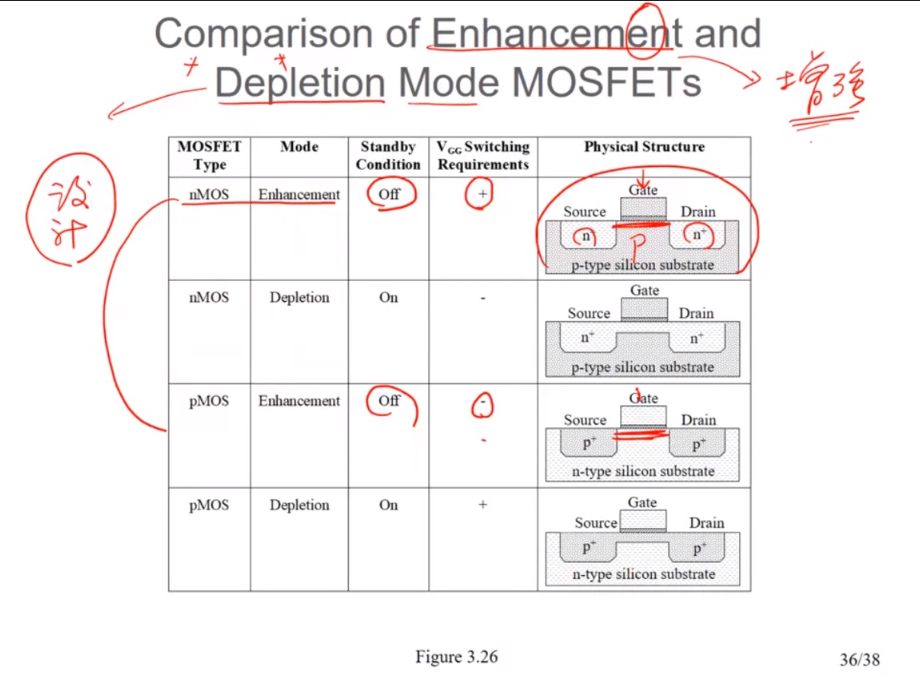 Comparison of Enhancement and
Depletion Mode MOSFETs
增强
设计
MOSFET Type Mode Standby Condition V_GG Switching Requirements Physical Structure
nMOS Enhancement Off +
Gate
Source Drain
n n⁺
P
p-type silicon substrate
nMOS Depletion On -
Gate
Source Drain
n⁺ n⁺
p-type silicon substrate
pMOS Enhancement Off -
Gate
Source Drain
p⁺ p⁺
n-type silicon substrate
pMOS Depletion On +
Gate
Source Drain
p⁺ p⁺
n-type silicon substrate
Figure 3.26
36/38